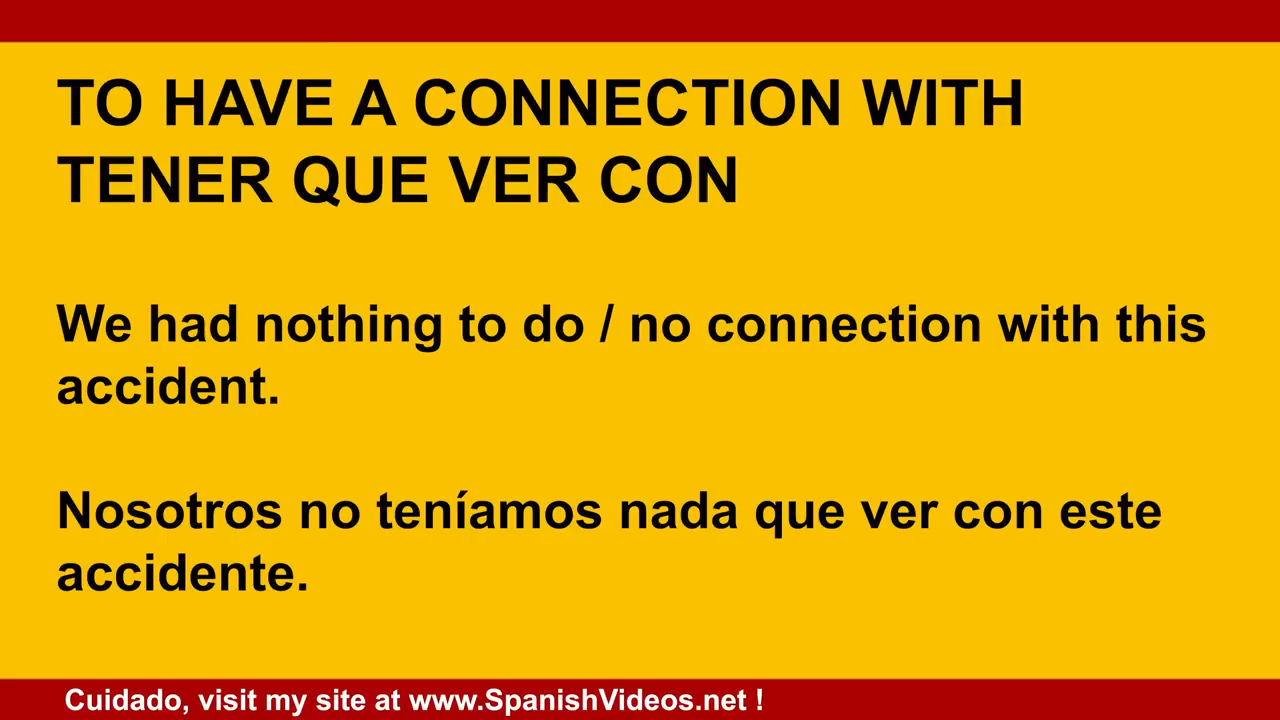 TO HAVE A CONNECTION WITH
TENER QUE VER CON
We had nothing to do / no connection with this
accident.
Nosotros no teníamos nada que ver con este
accidente.
Cuidado, visit my site at www.SpanishVideos.net !